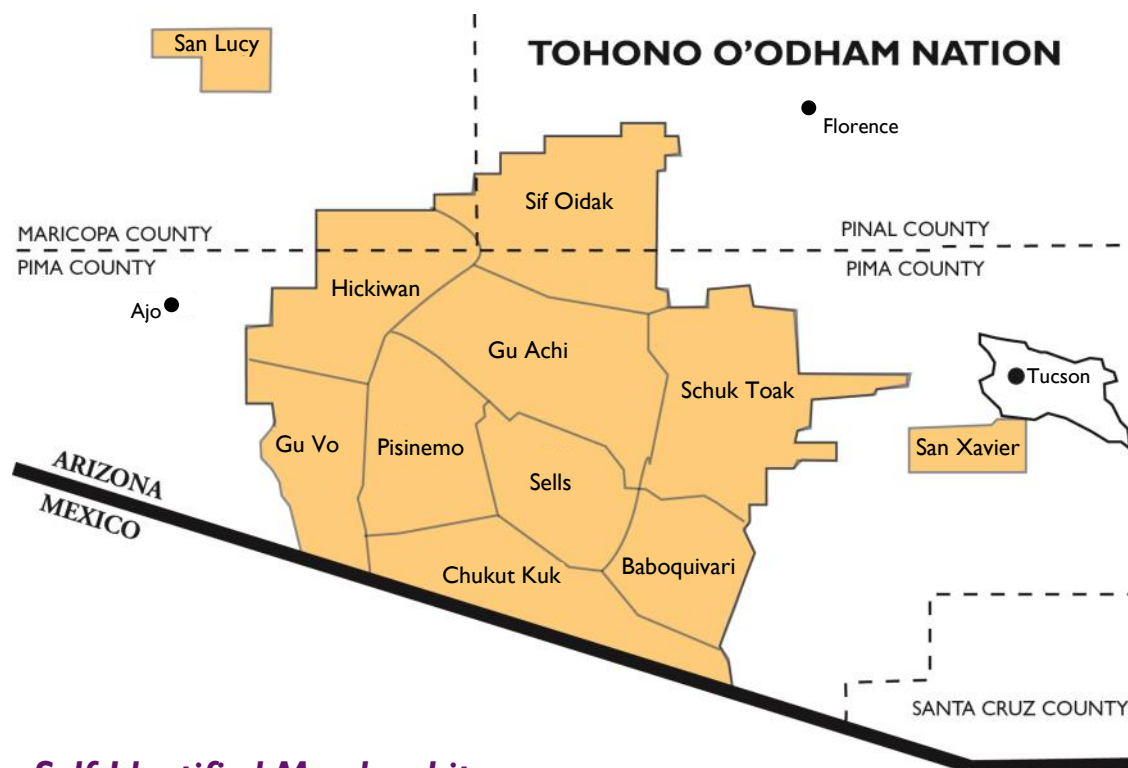 San Lucy
TOHONO O'ODHAM NATION
Florence
Sif Oidak
MARICOPA COUNTY
PINAL COUNTY
PIMA COUNTY
PIMA COUNTY
Hickiwan
Ajo
Gu Achi
Tucson
Schuk Toak
Gu Vo
Pisinemo
San Xavier
ARIZONA
Sells
MEXICO
Baboquivari
Chukut Kuk
SANTA CRUZ COUNTY